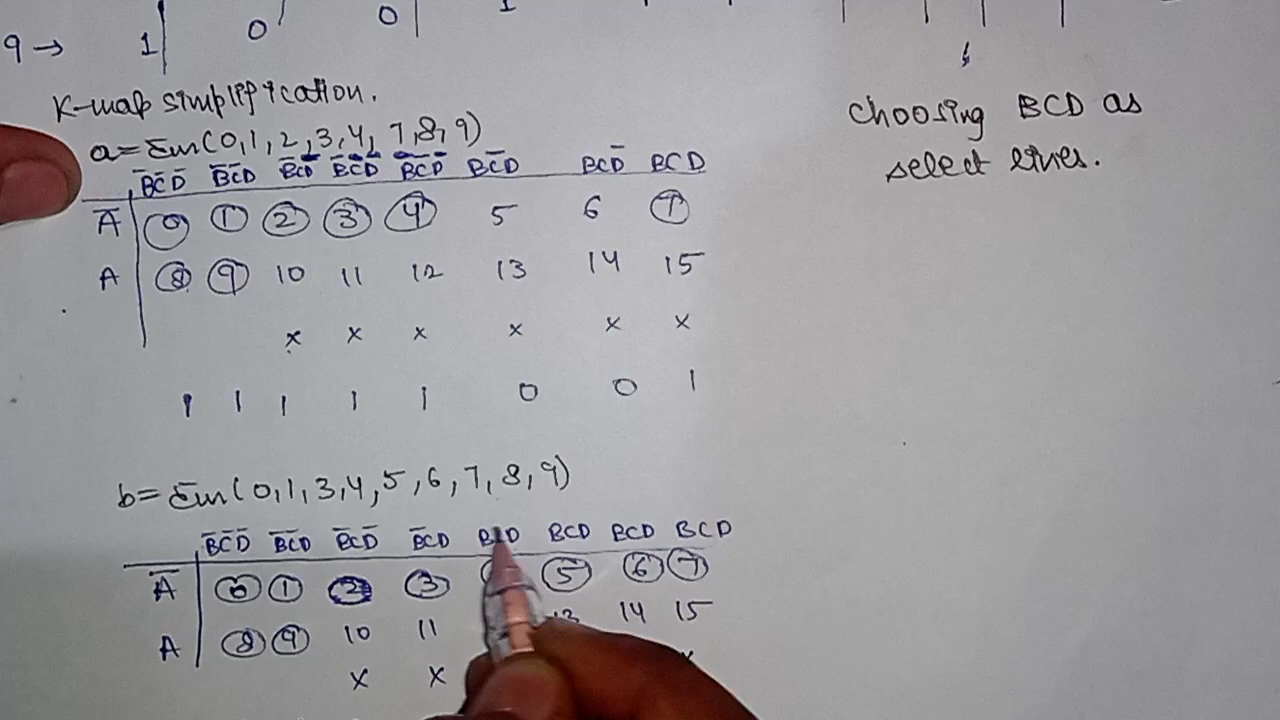 9 → 1 | 0 0 | 1
K-map simplification.
a = Σm(0,1,2,3,4,7,8,9)
B̅C̅D̅ B̅C̅D B̅CD̅ B̅CD BC̅D̅ BC̅D BCD̅ BCD
A̅ 0 1 2 3 4 5 6 7
A 8 9 10 11 12 13 14 15
x x x x x x
1 1 1 1 1 0 0 1
Choosing BCD as
select lines.
b = Σm(0,1,3,4,5,6,7,8,9)
B̅C̅D̅ B̅C̅D B̅CD̅ B̅CD BCD BCD BCD
A̅ 0 1 2 3 5 6 7
A 8 9 10 11 13 14 15
x x x